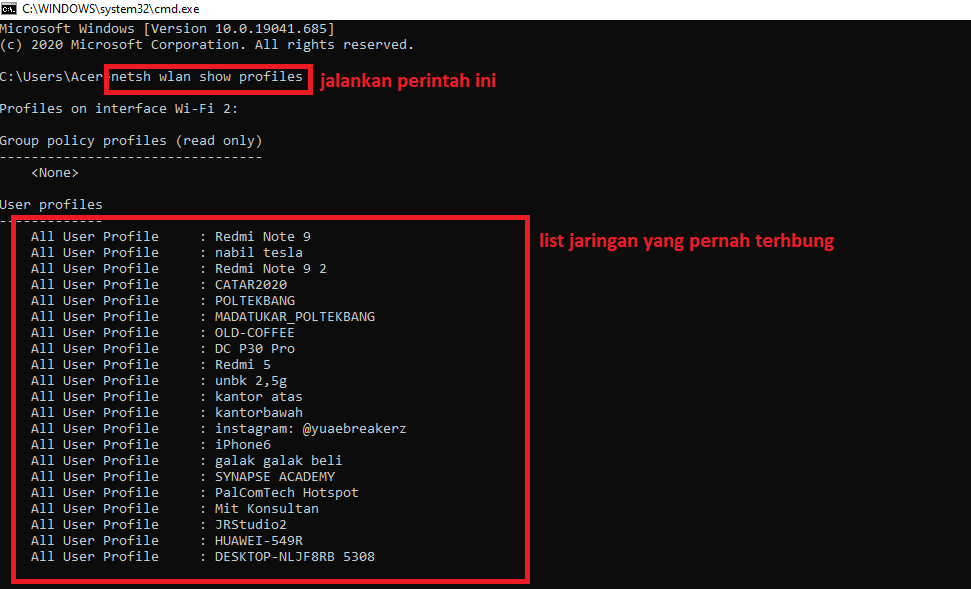 C:\WINDOWS\system32\cmd.exe
Microsoft Windows [Version 10.0.19041.685]
(c) 2020 Microsoft Corporation. All rights reserved.
C:\Users\Acer>netsh wlan show profiles jalankan perintah ini
Profiles on interface Wi-Fi 2:
Group policy profiles (read only)
---------------------------------
<None>
User profiles
-------------
All User Profile     : Redmi Note 9
list jaringan yang pernah terhbung
All User Profile     : nabil tesla
All User Profile     : Redmi Note 9 2
All User Profile     : CATAR2020
All User Profile     : POLTEKBANG
All User Profile     : MADATUKAR_POLTEKBANG
All User Profile     : OLD-COFFEE
All User Profile     : DC P30 Pro
All User Profile     : Redmi 5
All User Profile     : unbk 2,5g
All User Profile     : kantor atas
All User Profile     : kantorbawah
All User Profile     : instagram: @yuaebreakerz
All User Profile     : iPhone6
All User Profile     : galak galak beli
All User Profile     : SYNAPSE ACADEMY
All User Profile     : PalComTech Hotspot
All User Profile     : Mit Konsultan
All User Profile     : JRStudio2
All User Profile     : HUAWEI-549R
All User Profile     : DESKTOP-NLJF8RB 5308